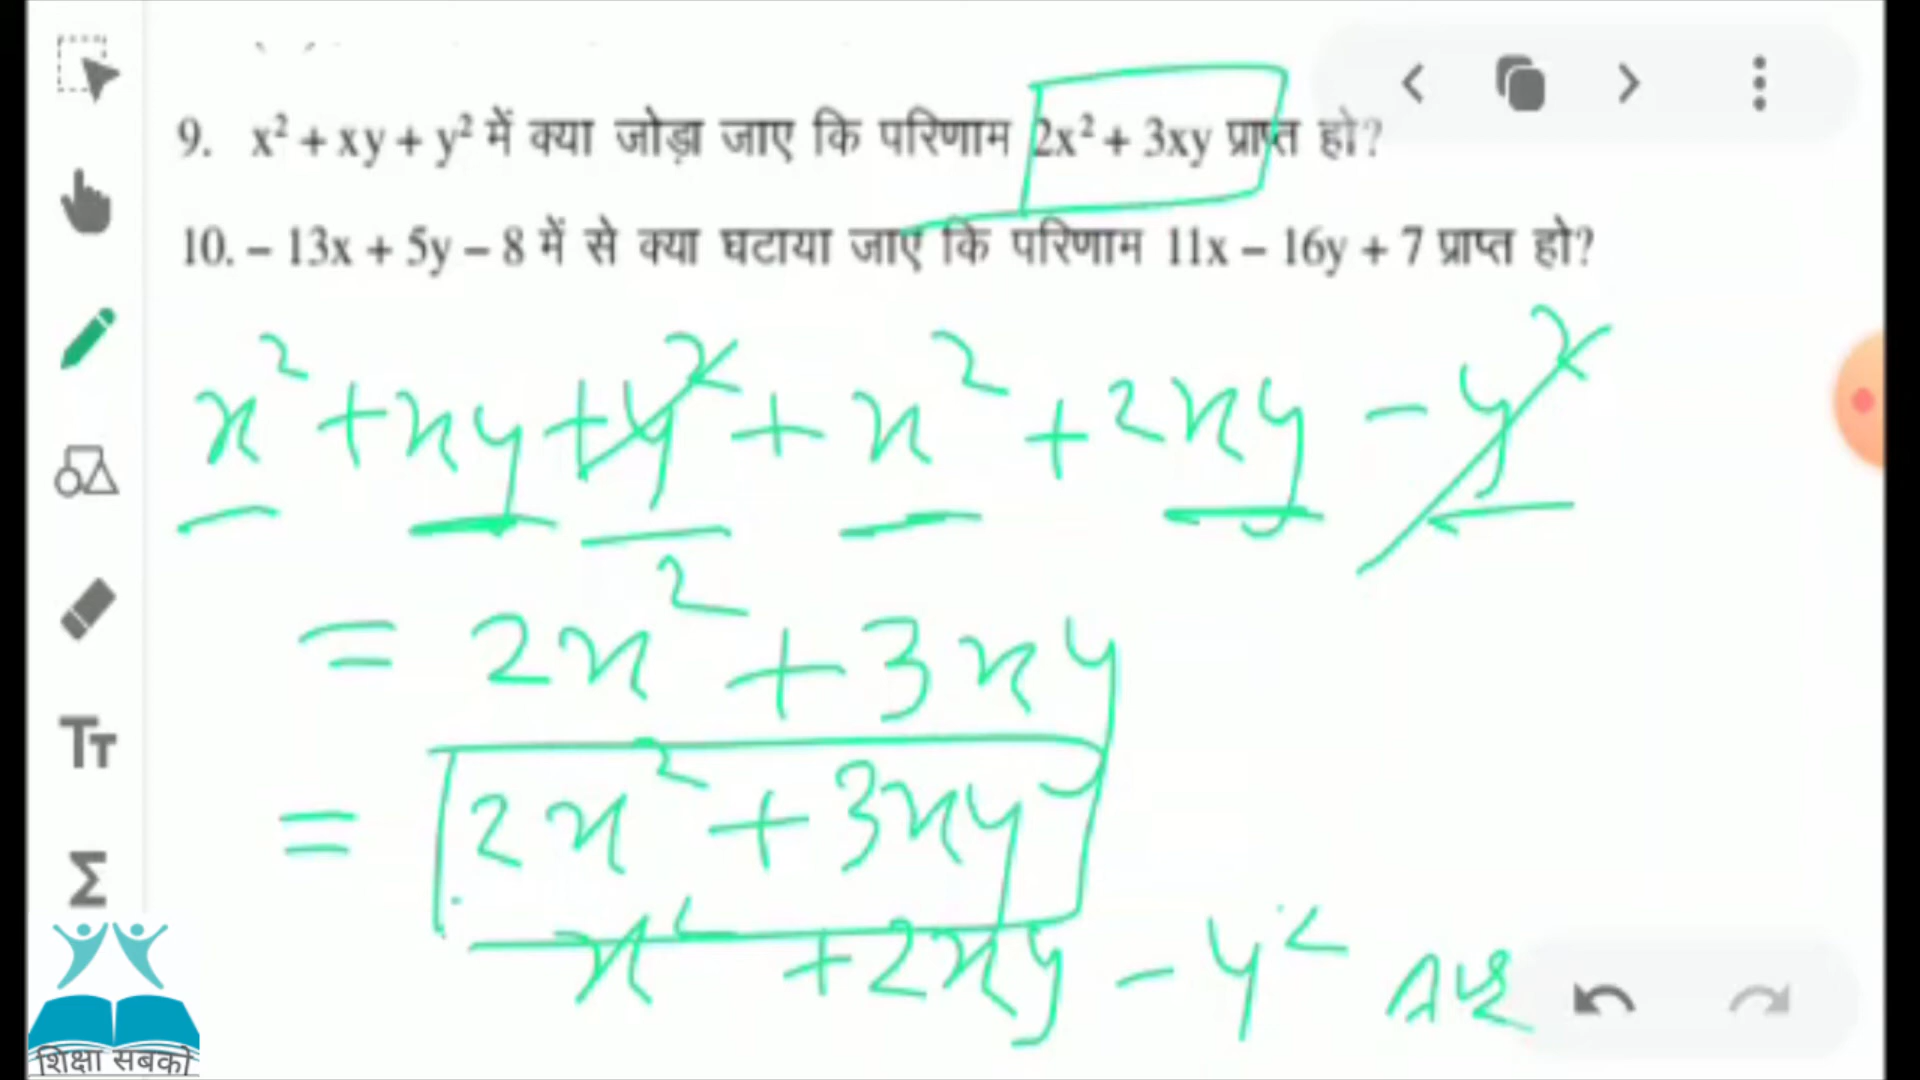 9. x² + xy + y² में क्या जोड़ा जाए कि परिणाम 2x² + 3xy प्राप्त हो?
10. – 13x + 5y – 8 में से क्या घटाया जाए कि परिणाम 11x – 16y + 7 प्राप्त हो?
x² + xy + y² + x² + 2xy - y²
= 2x² + 3xy
= 2x² + 3xy
x² + 2xy - y² Ans
Tт
Σ
शिक्षा सबको